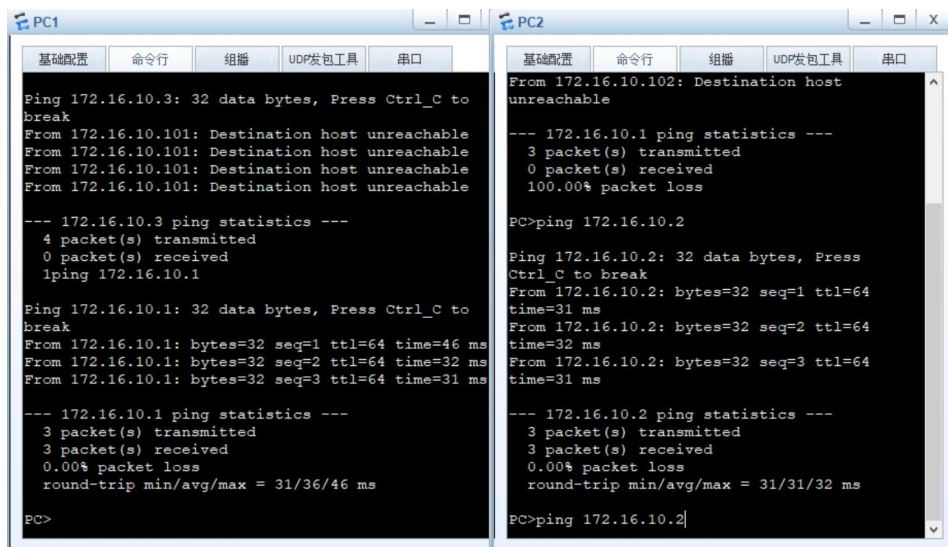 PC1
基础配置 命令行 组播 UDP发包工具 串口
Ping 172.16.10.3: 32 data bytes, Press Ctrl_C to
break
From 172.16.10.101: Destination host unreachable
From 172.16.10.101: Destination host unreachable
From 172.16.10.101: Destination host unreachable
From 172.16.10.101: Destination host unreachable
--- 172.16.10.3 ping statistics ---
4 packet(s) transmitted
0 packet(s) received
1ping 172.16.10.1
Ping 172.16.10.1: 32 data bytes, Press Ctrl_C to
break
From 172.16.10.1: bytes=32 seq=1 ttl=64 time=46 ms
From 172.16.10.1: bytes=32 seq=2 ttl=64 time=32 ms
From 172.16.10.1: bytes=32 seq=3 ttl=64 time=31 ms
--- 172.16.10.1 ping statistics ---
3 packet(s) transmitted
3 packet(s) received
0.00% packet loss
round-trip min/avg/max = 31/36/46 ms
PC>
PC2
基础配置 命令行 组播 UDP发包工具 串口
From 172.16.10.102: Destination host
unreachable
--- 172.16.10.1 ping statistics ---
3 packet(s) transmitted
0 packet(s) received
100.00% packet loss
PC>ping 172.16.10.2
Ping 172.16.10.2: 32 data bytes, Press
Ctrl_C to break
From 172.16.10.2: bytes=32 seq=1 ttl=64
time=31 ms
From 172.16.10.2: bytes=32 seq=2 ttl=64
time=32 ms
From 172.16.10.2: bytes=32 seq=3 ttl=64
time=31 ms
--- 172.16.10.2 ping statistics ---
3 packet(s) transmitted
3 packet(s) received
0.00% packet loss
round-trip min/avg/max = 31/31/32 ms
PC>ping 172.16.10.2